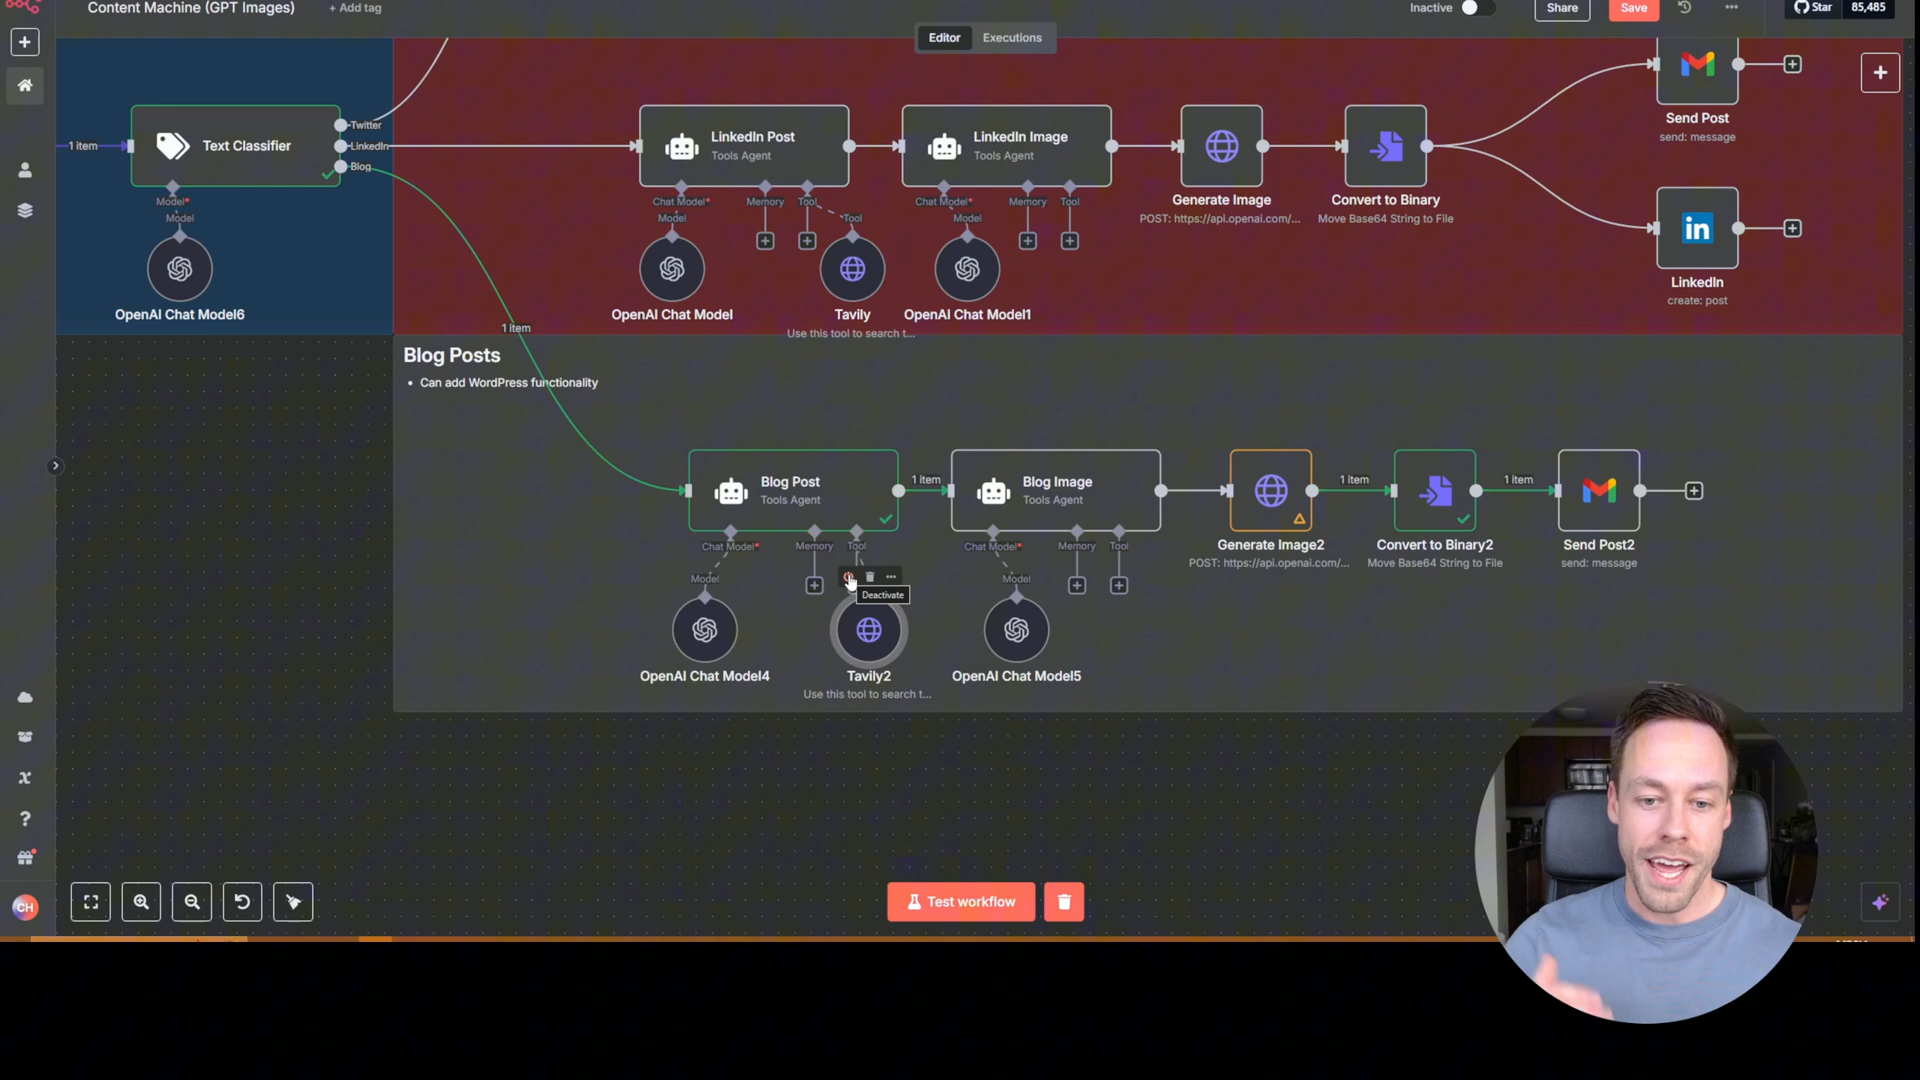 Content Machine (GPT Images)
+ Add tag
Inactive
Share
Save
Star
85,485
Editor
Executions
1 item
Text Classifier
Twitter
LinkedIn
Blog
Model*
Model
OpenAI Chat Model6
LinkedIn Post
Tools Agent
Chat Model*
Memory
Tool
Model
Tool
OpenAI Chat Model
Tavily
Use this tool to search t...
LinkedIn Image
Tools Agent
Chat Model*
Memory
Tool
Model
OpenAI Chat Model1
Generate Image
POST: https://api.openai.com/...
Convert to Binary
Move Base64 String to File
Send Post
send: message
in
LinkedIn
create: post
1 item
Blog Posts
• Can add WordPress functionality
Blog Post
Tools Agent
1 item
Chat Model*
Memory
Tool
Model
Deactivate
OpenAI Chat Model4
Tavily2
Use this tool to search t...
Blog Image
Tools Agent
Chat Model*
Memory
Tool
Model
OpenAI Chat Model5
Generate Image2
POST: https://api.openai.com/...
1 item
Convert to Binary2
Move Base64 String to File
1 item
Send Post2
send: message
CH
Test workflow